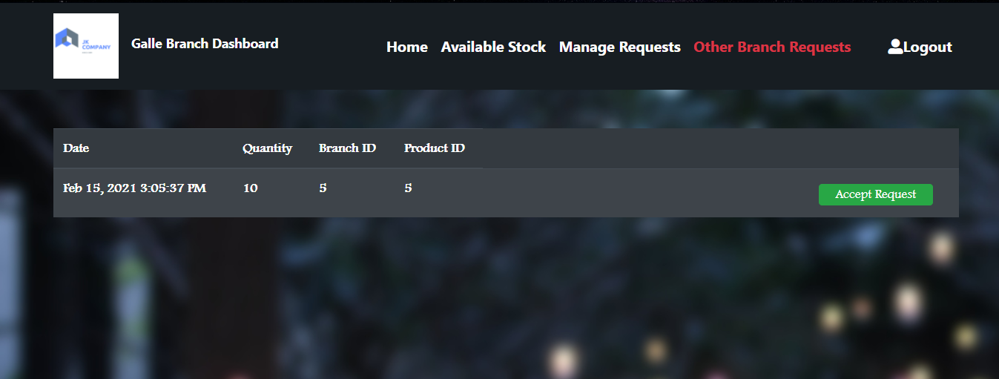 JK
COMPANY
Galle Branch Dashboard
Home Available Stock Manage Requests Other Branch Requests Logout
Date Quantity Branch ID Product ID
Feb 15, 2021 3:05:37 PM 10 5 5 Accept Request